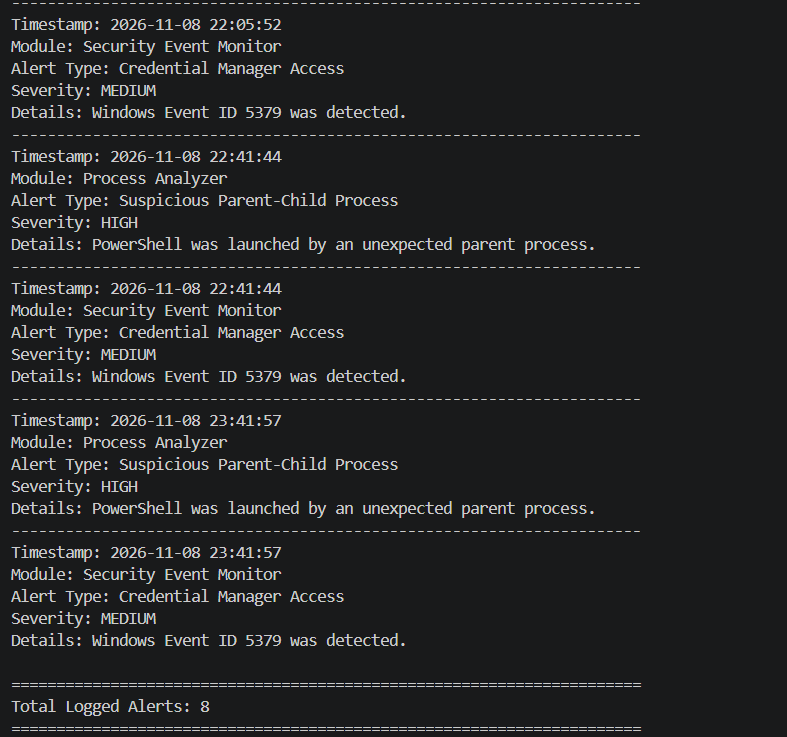 ----------------------------------------------------------------------
Timestamp: 2026-11-08 22:05:52
Module: Security Event Monitor
Alert Type: Credential Manager Access
Severity: MEDIUM
Details: Windows Event ID 5379 was detected.
----------------------------------------------------------------------
Timestamp: 2026-11-08 22:41:44
Module: Process Analyzer
Alert Type: Suspicious Parent-Child Process
Severity: HIGH
Details: PowerShell was launched by an unexpected parent process.
----------------------------------------------------------------------
Timestamp: 2026-11-08 22:41:44
Module: Security Event Monitor
Alert Type: Credential Manager Access
Severity: MEDIUM
Details: Windows Event ID 5379 was detected.
----------------------------------------------------------------------
Timestamp: 2026-11-08 23:41:57
Module: Process Analyzer
Alert Type: Suspicious Parent-Child Process
Severity: HIGH
Details: PowerShell was launched by an unexpected parent process.
----------------------------------------------------------------------
Timestamp: 2026-11-08 23:41:57
Module: Security Event Monitor
Alert Type: Credential Manager Access
Severity: MEDIUM
Details: Windows Event ID 5379 was detected.

======================================================================
Total Logged Alerts: 8
======================================================================